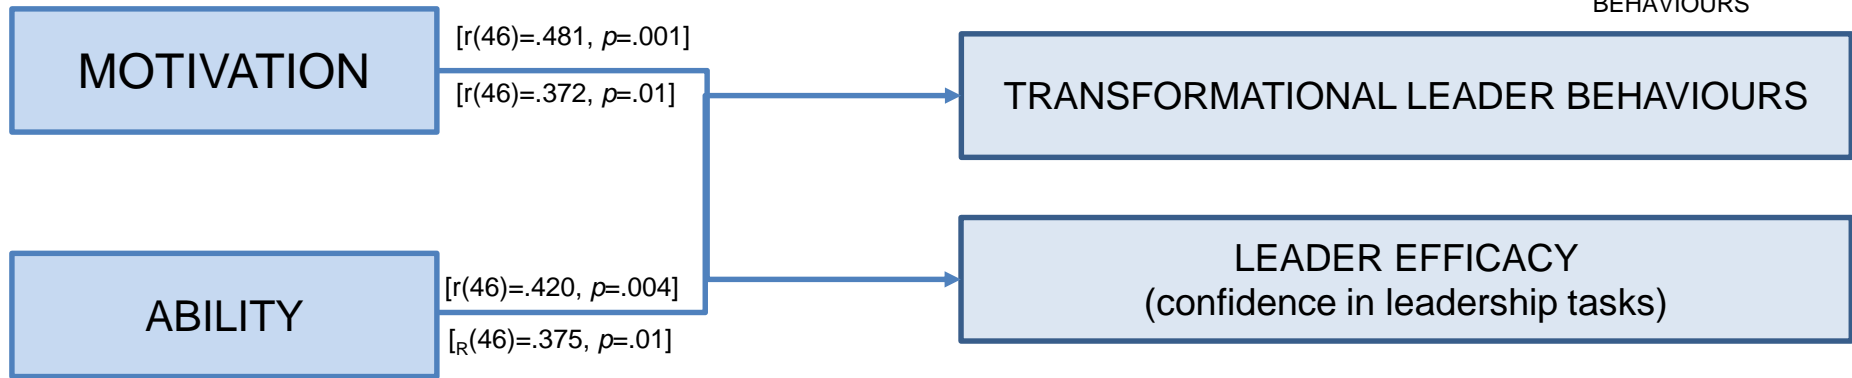 BEHAVIOURS
MOTIVATION
[r(46)=.481, p=.001]
[r(46)=.372, p=.01]
TRANSFORMATIONAL LEADER BEHAVIOURS
ABILITY
[r(46)=.420, p=.004]
[R(46)=.375, p=.01]
LEADER EFFICACY
(confidence in leadership tasks)